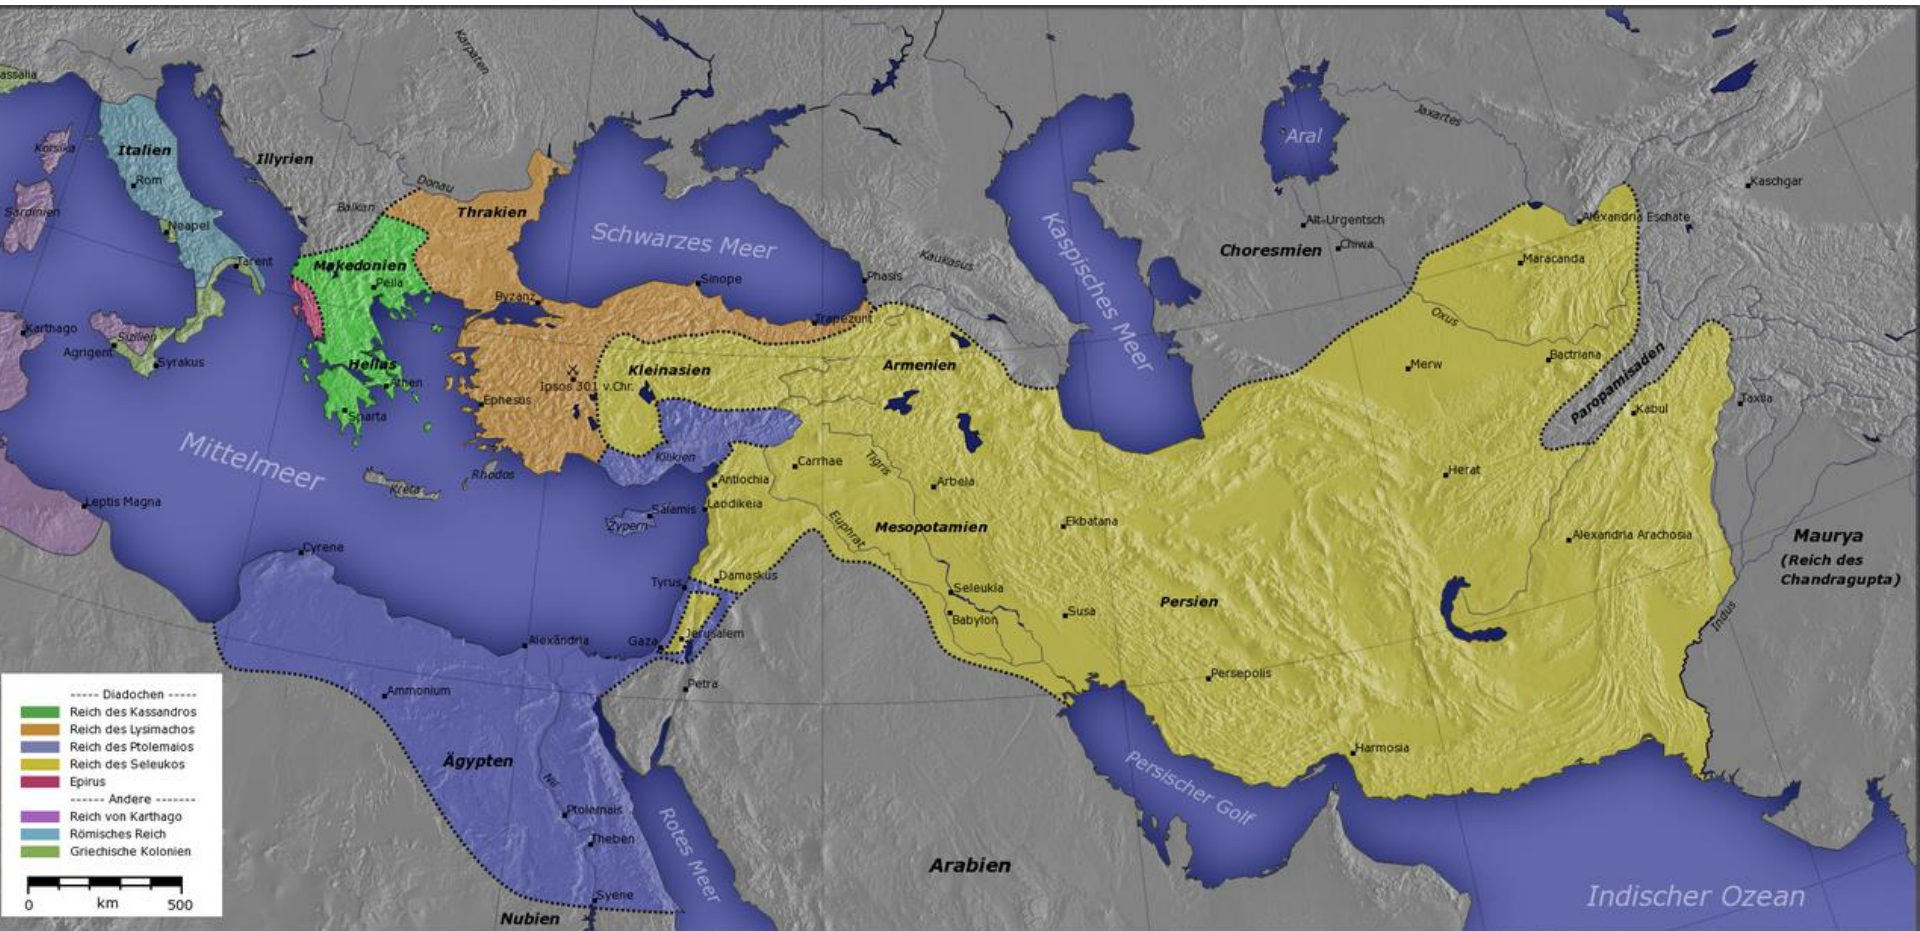 assalia
Karpaten
Korsika
Italien
Illyrien
Rom
Sardinien
Neapel
Tarent
Donau
Balkan
Thrakien
Makedonien
Pella
Schwarzes Meer
Sinope
Byzanz
Phasis
Trapezunt
Kaukasus
Kaspisches Meer
Aral
Jaxartes
Kaschgar
Alt-Urgentsch
Chiwa
Choresmien
Alexandria Eschate
Maracanda
Oxus
Karthago
Sizilien
Agrigent
Syrakus
Hellas
Athen
Sparta
Kleinasien
Ipsos 301 v.Chr.
Ephesus
Armenien
Merw
Bactriana
Paropamisaden
Kabul
Taxila
Mittelmeer
Kreta
Rhodos
Kilikien
Carrhae
Tigris
Antiochia
Laodikeia
Salamis
Zypern
Arbela
Euphrat
Mesopotamien
Ekbatana
Herat
Alexandria Arachosia
Maurya
(Reich des
Chandragupta)
Leptis Magna
Cyrene
Tyrus
Damaskus
Seleukia
Babylon
Susa
Persien
Indus
Alexandria
Gaza
Jerusalem
Petra
Ammonium
Persepolis
Harmosia
Ägypten
Nil
Ptolemais
Theben
Syene
Nubien
Rotes Meer
Arabien
Persischer Golf
Indischer Ozean
----- Diadochen -----
Reich des Kassandros
Reich des Lysimachos
Reich des Ptolemaios
Reich des Seleukos
Epirus
------ Andere ------
Reich von Karthago
Römisches Reich
Griechische Kolonien
0 km 500